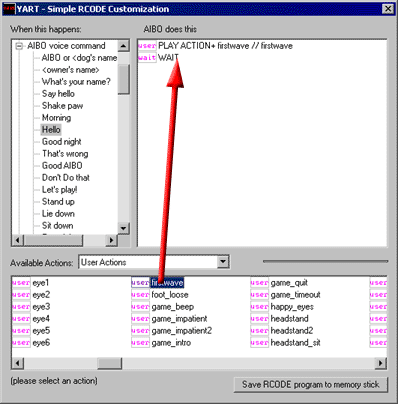 YART - Simple RCODE Customization
When this happens:
AIBO does this
AIBO voice command
AIBO or <dog's name
<owner's name>
What's your name?
Say hello
Shake paw
Morning
Hello
Good night
That's wrong
Good AIBO
Don't Do that
Let's play!
Stand up
Lie down
Sit down
user PLAY ACTION+ firstwave // firstwave
wait WAIT
Available Actions: User Actions
user eye1
user eye2
user eye3
user eye4
user eye5
user eye6
user firstwave
user foot_loose
user game_beep
user game_impatient
user game_impatient2
user game_intro
user game_quit
user game_timeout
user happy_eyes
user headstand
user headstand2
user headstand_sit
user
user
user
user
user
user
(please select an action)
Save RCODE program to memory stick